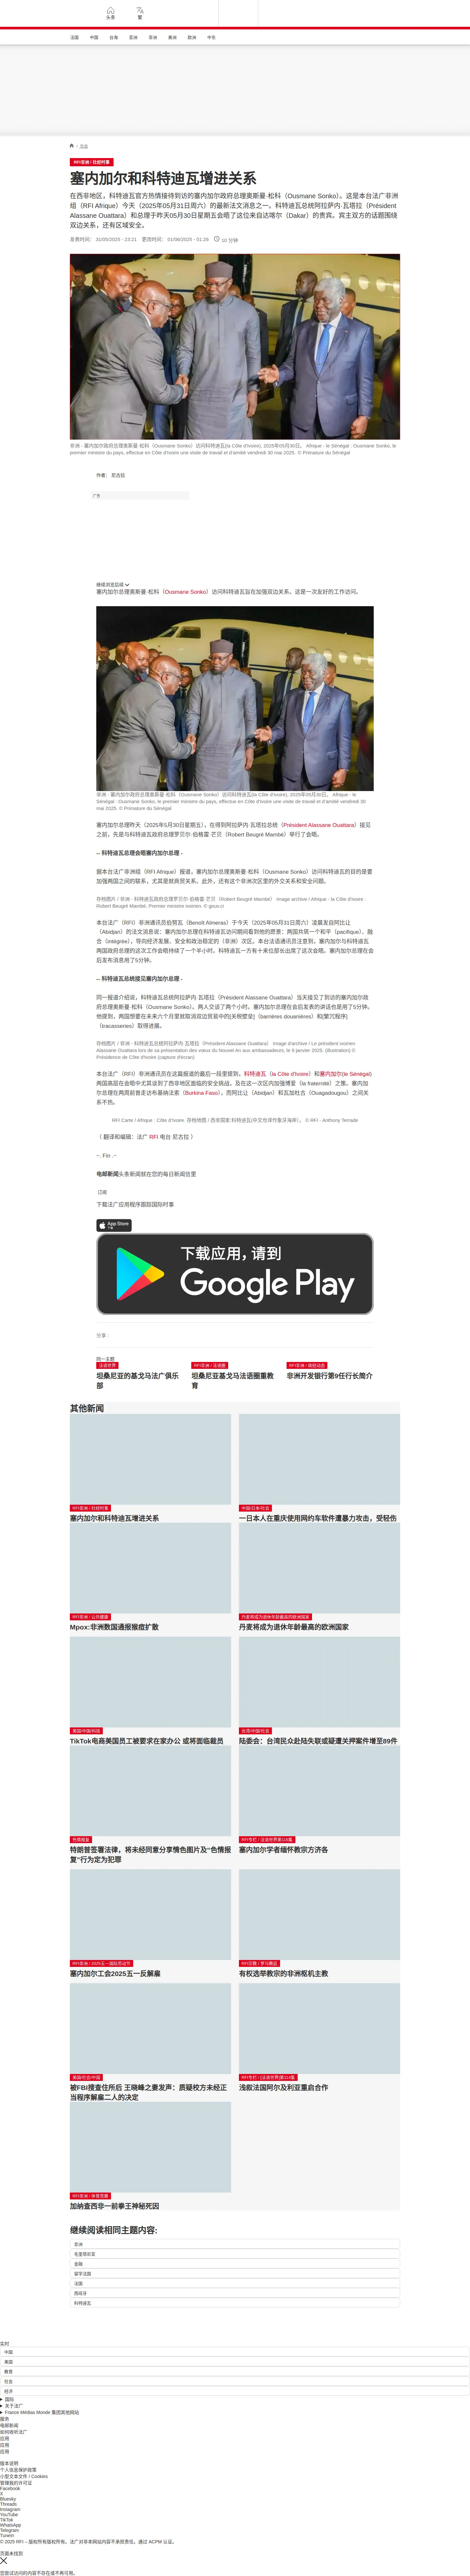 头条
繁
法国
中国
台海
亚洲
非洲
美洲
欧洲
中东
/ 非洲
RFI非洲 / 社经时事
塞内加尔和科特迪瓦增进关系
在西非地区，科特迪瓦官方热情接待到访的塞内加尔政府总理奥斯曼·松科（Ousmane Sonko）。这是本台法广非洲
组（RFI Afrique）今天（2025年05月31日周六）的最新法文消息之一。科特迪瓦总统阿拉萨内·瓦塔拉（Président
Alassane Ouattara）和总理于昨天05月30日星期五会晤了这位来自达喀尔（Dakar）的贵宾。宾主双方的话题围绕
双边关系，还有区域安全。
发表时间： 31/05/2025 - 23:21 更改时间： 01/06/2025 - 01:26 10 分钟
非洲 - 塞内加尔政府总理奥斯曼·松科（Ousmane Sonko）访问科特迪瓦(la Côte d'Ivoire), 2025年05月30日。 Afrique - le Sénégal : Ousmane Sonko, le
premier ministre du pays, effectue en Côte d'Ivoire une visite de travail et d'amitié vendredi 30 mai 2025. © Primature du Sénégal
作者： 尼古拉
广告
继续浏览后续
塞内加尔总理奥斯曼·松科（Ousmane Sonko）访问科特迪瓦旨在加强双边关系。这是一次友好的工作访问。
非洲 - 塞内加尔政府总理奥斯曼·松科（Ousmane Sonko）访问科特迪瓦(la Côte d'Ivoire), 2025年05月30日。 Afrique - le
Sénégal : Ousmane Sonko, le premier ministre du pays, effectue en Côte d'Ivoire une visite de travail et d'amitié vendredi 30
mai 2025. © Primature du Sénégal
塞内加尔总理昨天（2025年5月30日星期五），在得到阿拉萨内·瓦塔拉总统（Président Alassane Ouattara）接见
之前，先是与科特迪瓦政府总理罗贝尔·伯格雷·芒贝（Robert Beugré Mambé）举行了会晤。
-- 科特迪瓦总理会晤塞内加尔总理 -
据本台法广非洲组（RFI Afrique）报道，塞内加尔总理奥斯曼·松科（Ousmane Sonko）访问科特迪瓦的目的是要
加强两国之间的联系，尤其是就商贸关系。此外，还有这个非洲次区里的外交关系和安全问题。
存档图片 / 非洲 - 科特迪瓦政府总理罗贝尔·伯格雷·芒贝（Robert Beugré Mambé） Image archive / Afrique - la Côte d'Ivoire :
Robert Beugré Mambé, Premier ministre ivoirien. © gouv.ci
本台法广（RFI）非洲通讯员伯努瓦（Benoît Almeras）于今天（2025年05月31日周六）凌晨发自阿比让
（Abidjan）的法文消息说：塞内加尔总理在科特迪瓦访问期间看到他的愿景：两国共筑一个和平（pacifique）、融
合（intégrée），导向经济发展、安全和政治稳定的（非洲）次区。本台法语通讯员注意到，塞内加尔与科特迪瓦
两国政府总理的这次工作会晤持续了一个半小时。科特迪瓦一方有十来位部长出席了这次会晤。塞内加尔总理在会
后发布消息用了5分钟。
-- 科特迪瓦总统接见塞内加尔总理 -
同一报道介绍说，科特迪瓦总统阿拉萨内·瓦塔拉（Président Alassane Ouattara）当天接见了到访的塞内加尔政
府总理奥斯曼·松科（Ousmane Sonko）。两人交谈了两个小时。塞内加尔总理在会后发表的讲话也是用了5分钟。
他提到，两国想要在未来六个月里就取消双边贸易中的[关税壁垒]（barrières douanières）和[繁冗程序]
（tracasseries）取得进展。
存档图片 / 非洲 - 科特迪瓦总统阿拉萨内·瓦塔拉（Président Alassane Ouattara） Image d'archive / Le président ivoirien
Alassane Ouattara lors de sa présentation des vœux du Nouvel An aux ambassadeurs, le 6 janvier 2025. (illustration) ©
Présidence de Côte d'Ivoire (capture d'écran)
本台法广（RFI）非洲通讯员在这篇报道的最后一段里提到，科特迪瓦（la Côte d'Ivoire）和塞内加尔(le Sénégal)
两国高层在会晤中尤其谈到了西非地区面临的安全挑战，及在这一次区内加强博爱（la fraternité）之策。塞内加
尔总理在两周前曾走访布基纳法索（Burkina Faso），而阿比让（Abidjan）和瓦加杜古（Ouagadougou）之间关
系不热。
RFI Carte / Afrique : Côte d'Ivoire. 存档地图 / 西非国家:科特迪瓦(中文也译作象牙海岸）。 © RFI - Anthony Terrade
（ 翻译和编辑：法广 RFI 电台 尼古拉 ）
~. Fin .~
电邮新闻头条新闻就在您的每日新闻信里
订阅
下载法广应用程序跟踪国际时事
App Store
下载
下载应用，请到
Google Play
分享 :
同一主题
法语世界
坦桑尼亚的基戈马法广俱乐
部
RFI非洲 / 法语圈
坦桑尼亚基戈马法语圈重教
育
RFI非洲 / 政经动态
非洲开发银行第9任行长简介
其他新闻
RFI非洲 / 社经时事
塞内加尔和科特迪瓦增进关系
中国/日本/社会
一日本人在重庆使用网约车软件遭暴力攻击，受轻伤
RFI非洲 / 公共健康
Mpox:非洲数国通报猴痘扩散
丹麦将成为退休年龄最高的欧洲国家
丹麦将成为退休年龄最高的欧洲国家
美国/中国/科技
TikTok电商美国员工被要求在家办公 或将面临裁员
台湾/中国/社会
陆委会：台湾民众赴陆失联或疑遭关押案件增至89件
色情报复
特朗普签署法律，将未经同意分享情色图片及“色情报
复”行为定为犯罪
RFI专栏 / 法语世界第115集
塞内加尔学者缅怀教宗方济各
RFI非洲 / 2025五一国际劳动节
塞内加尔工会2025五一反解雇
RFI宗教 / 罗马教廷
有权选举教宗的非洲枢机主教
美国/社会/中国
被FBI搜查住所后 王晓峰之妻发声：质疑校方未经正
当程序解雇二人的决定
RFI专栏 / [法语世界]第114集
浅叙法国阿尔及利亚重启合作
RFI非洲 / 体育悲剧
加纳查西非一前拳王神秘死因
继续阅读相同主题内容:
非洲
毛里塔尼亚
金融
留学法国
法国
西班牙
科特迪瓦
实时
中国
美国
教育
社会
经济
国际
关于法广
France Médias Monde 集团其他网站
服务
电邮新闻
如何收听法广
应用
应用
应用
版本说明
个人信息保护政策
小型文本文件 / Cookies
管理我的许可证
Facebook
X
Bluesky
Threads
Instagram
YouTube
TikTok
WhatsApp
Telegram
TuneIn
© 2025 RFI – 版权所有版权所有。法广对非本网站内容不承担责任。通过 ACPM 认证。
页面未找到
您尝试访问的内容不存在或不再可用。